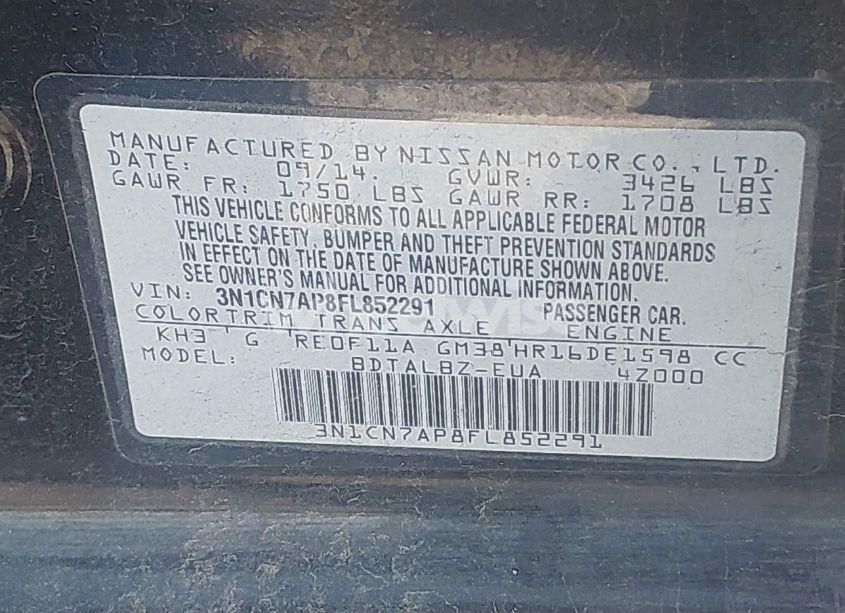 MANUFACTURED BY NISSAN MOTOR CO., LTD.
DATE: 09/14. GVWR: 3426 LBS
GAWR FR: 1750 LBS GAWR RR: 1708 LBS
THIS VEHICLE CONFORMS TO ALL APPLICABLE FEDERAL MOTOR
VEHICLE SAFETY, BUMPER AND THEFT PREVENTION STANDARDS
IN EFFECT ON THE DATE OF MANUFACTURE SHOWN ABOVE.
SEE OWNER'S MANUAL FOR ADDITIONAL INFORMATION.
VIN: 3N1CN7AP8FL852291 PASSENGER CAR.
COLOR TRIM TRANS AXLE ENGINE
KH3 G RE0F11A GM38 HR16DE1598 CC
MODEL: BDTALBZ-EUA 4Z000
3N1CN7AP8FL852291